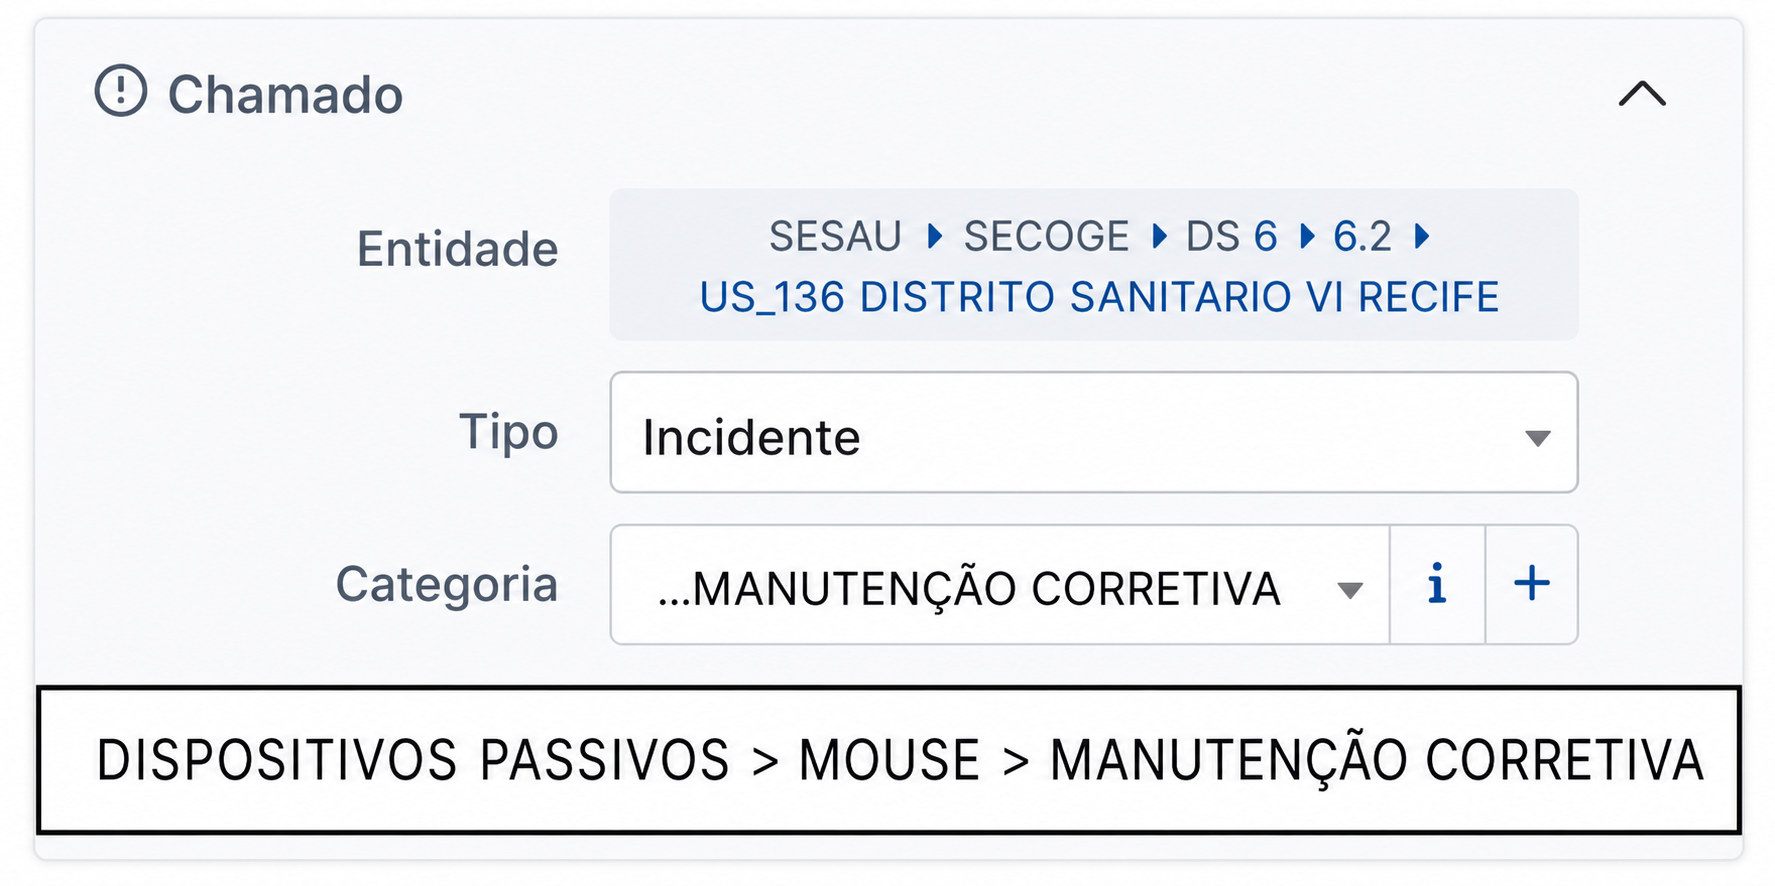 Chamado
Entidade
SESAU ▸ SECOGE ▸ DS 6 ▸ 6.2 ▸
US_136 DISTRITO SANITARIO VI RECIFE
Tipo
Incidente
Categoria
...MANUTENÇÃO CORRETIVA
DISPOSITIVOS PASSIVOS > MOUSE > MANUTENÇÃO CORRETIVA